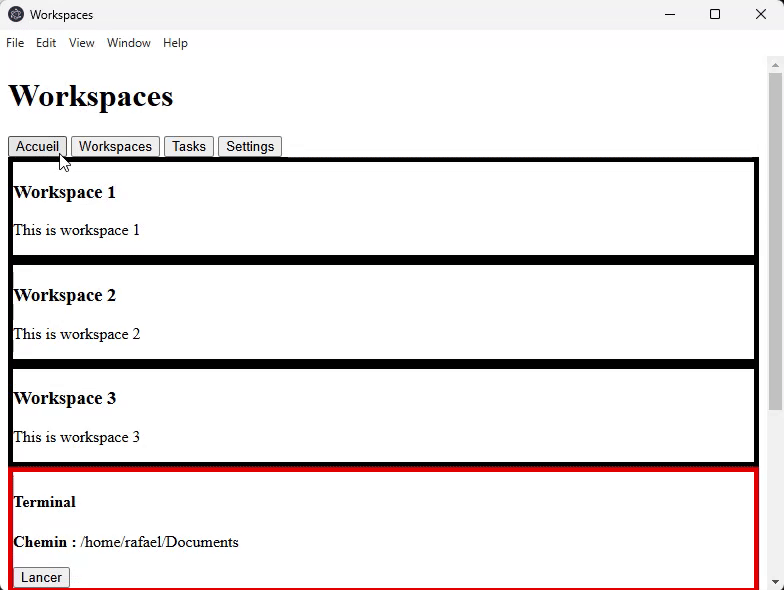 Workspaces
File Edit View Window Help
Workspaces
Accueil Workspaces Tasks Settings
Workspace 1
This is workspace 1
Workspace 2
This is workspace 2
Workspace 3
This is workspace 3
Terminal
Chemin : /home/rafael/Documents
Lancer